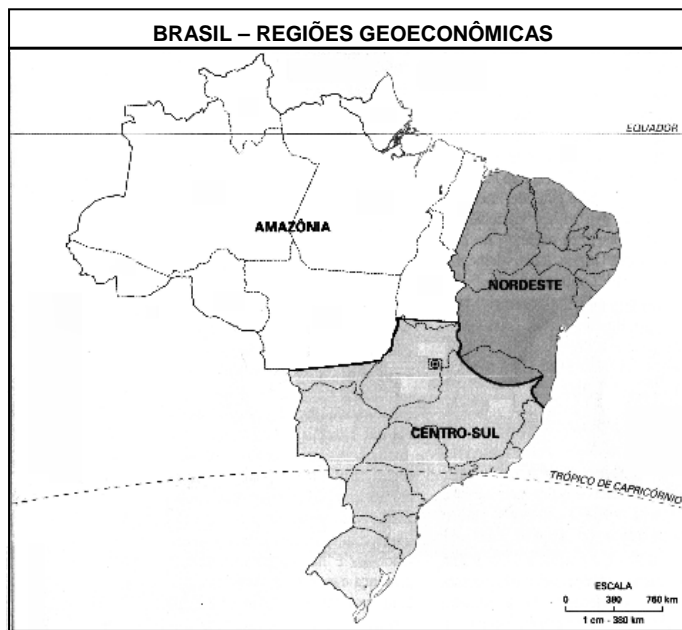 BRASIL – REGIÕES GEOECONÔMICAS
EQUADOR
AMAZÔNIA
NORDESTE
CENTRO-SUL
TRÓPICO DE CAPRICÓRNIO
ESCALA
0 380 760 km
1 cm - 380 km